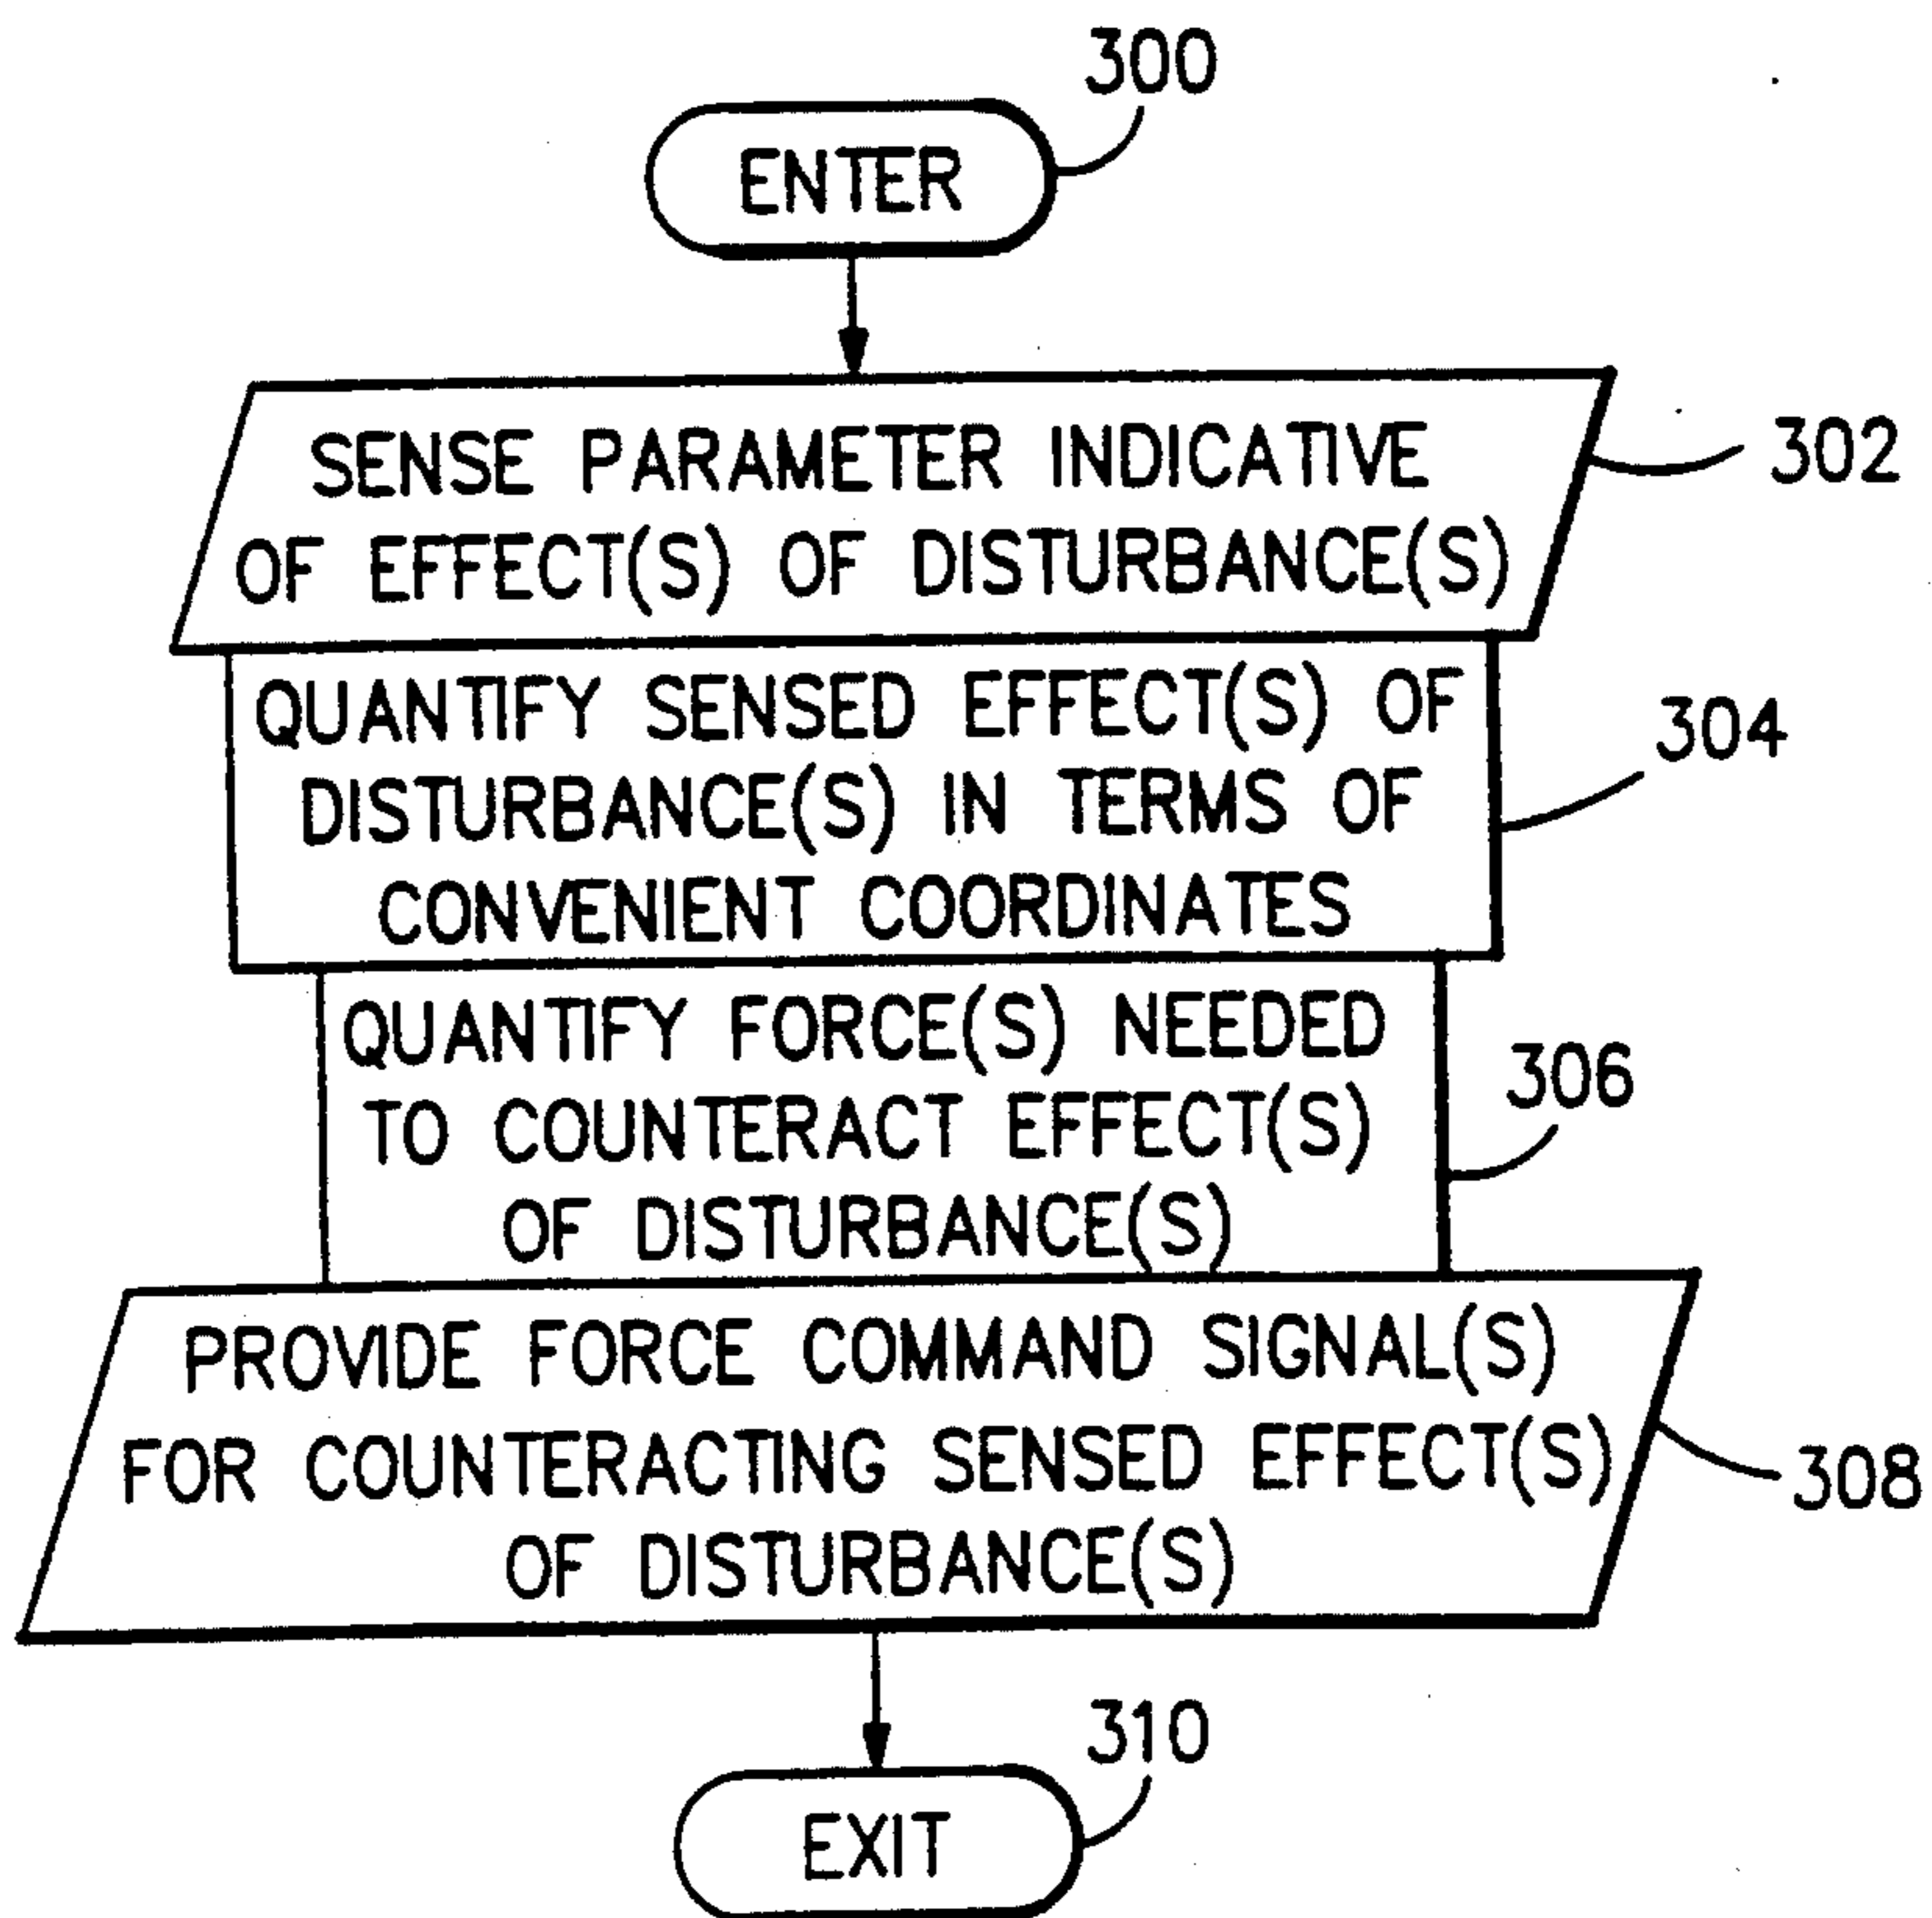 300
ENTER
SENSE PARAMETER INDICATIVE
OF EFFECT(S) OF DISTURBANCE(S)
302
QUANTIFY SENSED EFFECT(S) OF
DISTURBANCE(S) IN TERMS OF
CONVENIENT COORDINATES
304
QUANTIFY FORCE(S) NEEDED
TO COUNTERACT EFFECT(S)
OF DISTURBANCE(S)
306
PROVIDE FORCE COMMAND SIGNAL(S)
FOR COUNTERACTING SENSED EFFECT(S)
OF DISTURBANCE(S)
308
310
EXIT